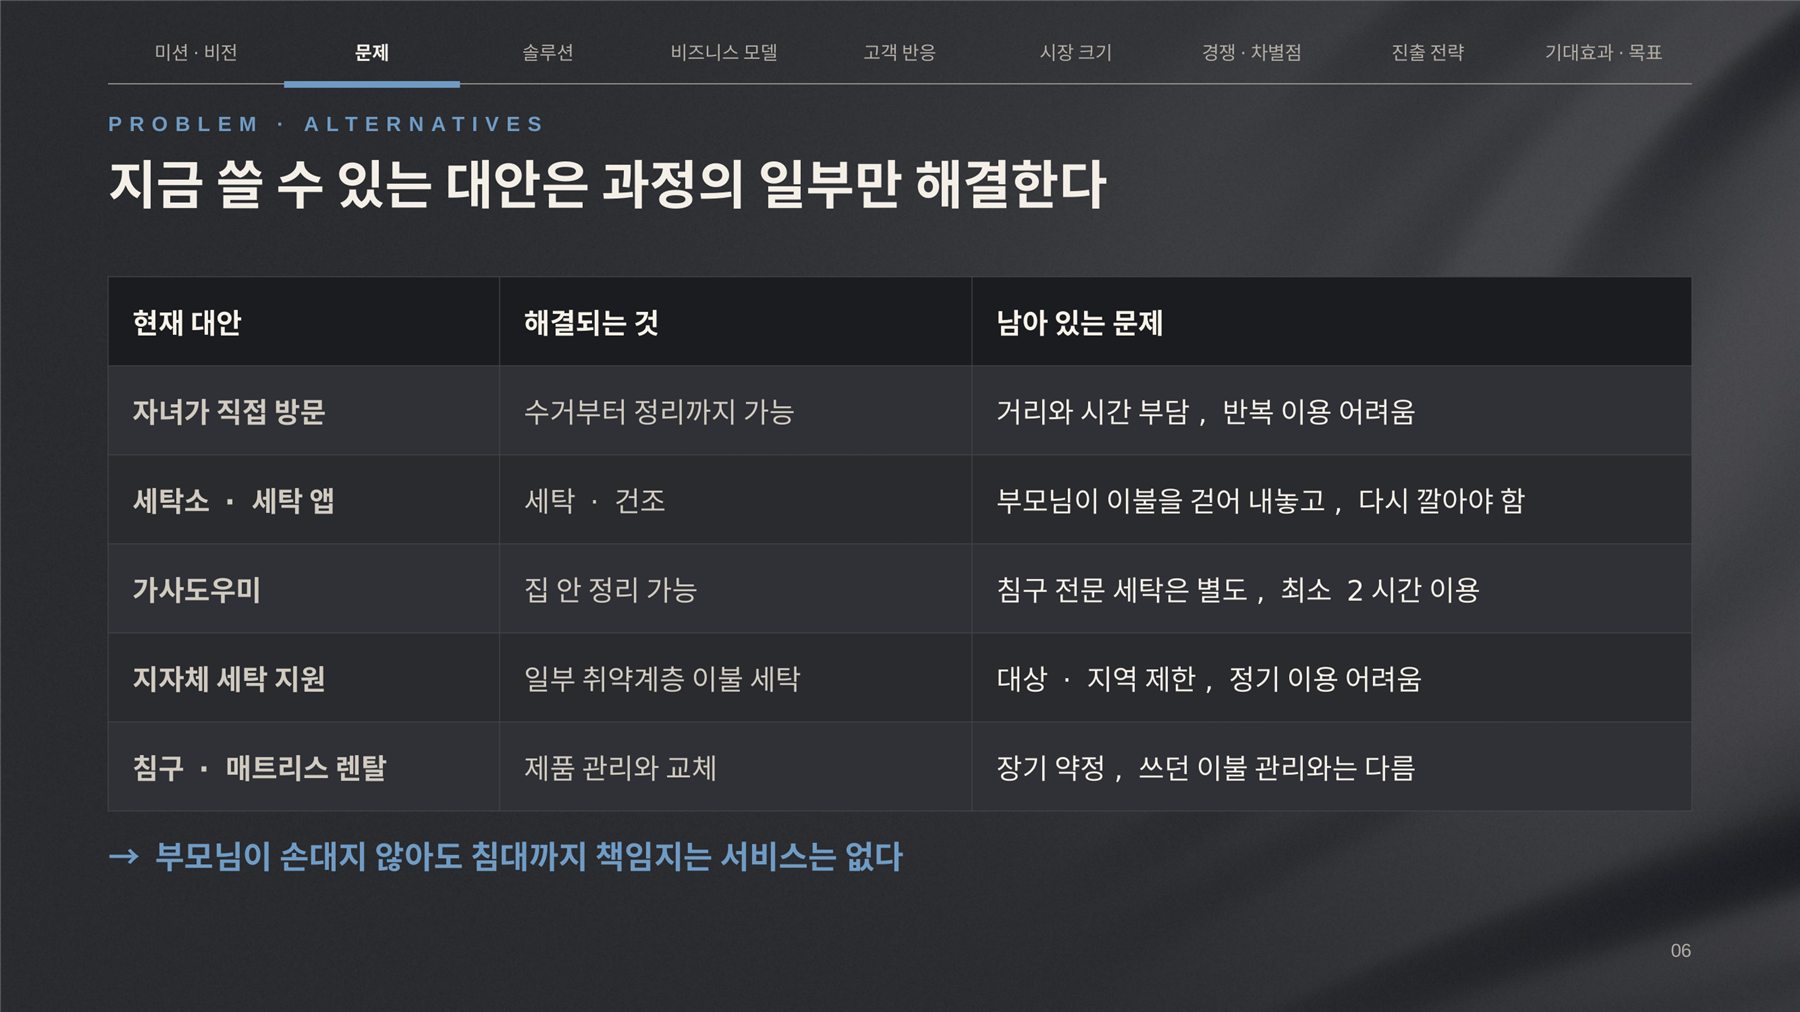 미션 · 비전 문제 솔루션 비즈니스 모델 고객 반응 시장 크기 경쟁 · 차별점 진출 전략 기대효과 · 목표
PROBLEM · ALTERNATIVES
지금 쓸 수 있는 대안은 과정의 일부만 해결한다
현재 대안 해결되는 것 남아 있는 문제
자녀가 직접 방문 수거부터 정리까지 가능 거리와 시간 부담 , 반복 이용 어려움
세탁소 · 세탁 앱 세탁 · 건조 부모님이 이불을 걷어 내놓고 , 다시 깔아야 함
가사도우미 집 안 정리 가능 침구 전문 세탁은 별도 , 최소 2 시간 이용
지자체 세탁 지원 일부 취약계층 이불 세탁 대상 · 지역 제한 , 정기 이용 어려움
침구 · 매트리스 렌탈 제품 관리와 교체 장기 약정 , 쓰던 이불 관리와는 다름
→ 부모님이 손대지 않아도 침대까지 책임지는 서비스는 없다
06